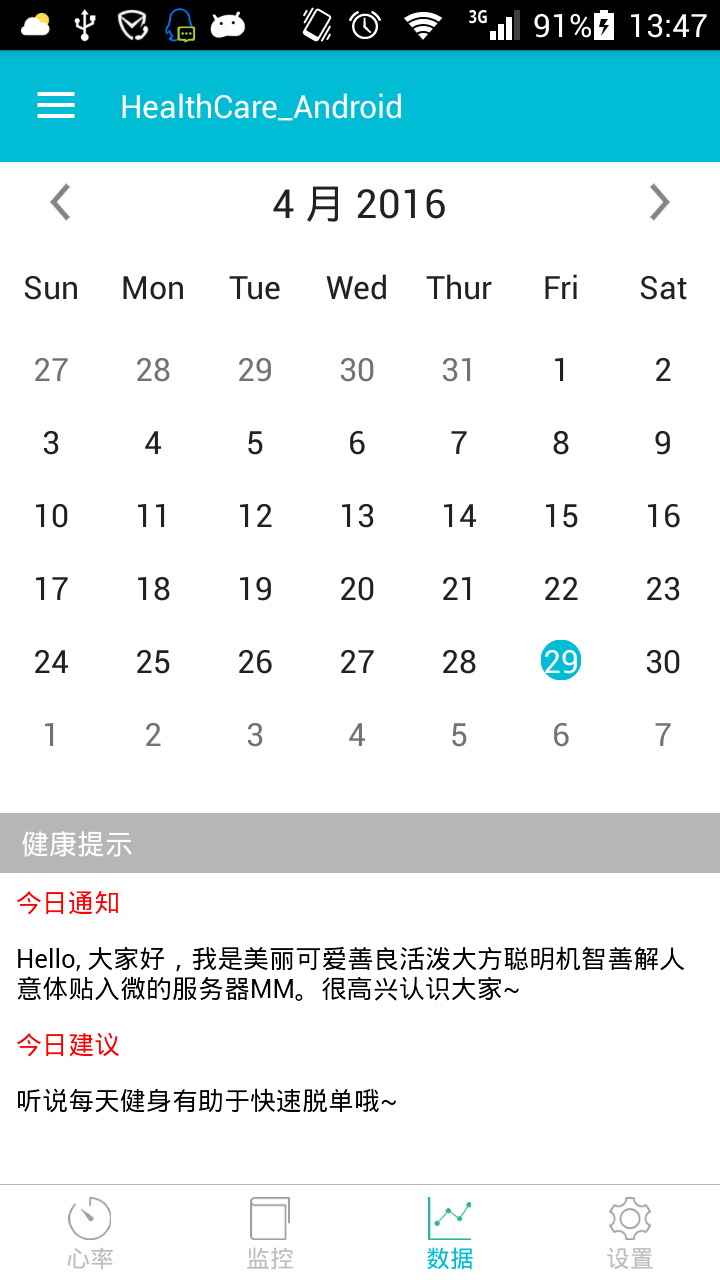 3G 91% 13:47
HealthCare_Android
4 月 2016
Sun Mon Tue Wed Thur Fri Sat
27 28 29 30 31 1 2
3 4 5 6 7 8 9
10 11 12 13 14 15 16
17 18 19 20 21 22 23
24 25 26 27 28 29 30
1 2 3 4 5 6 7
健康提示
今日通知
Hello, 大家好，我是美丽可爱善良活泼大方聪明机智善解人
意体贴入微的服务器MM。很高兴认识大家~
今日建议
听说每天健身有助于快速脱单哦~
心率 监控 数据 设置